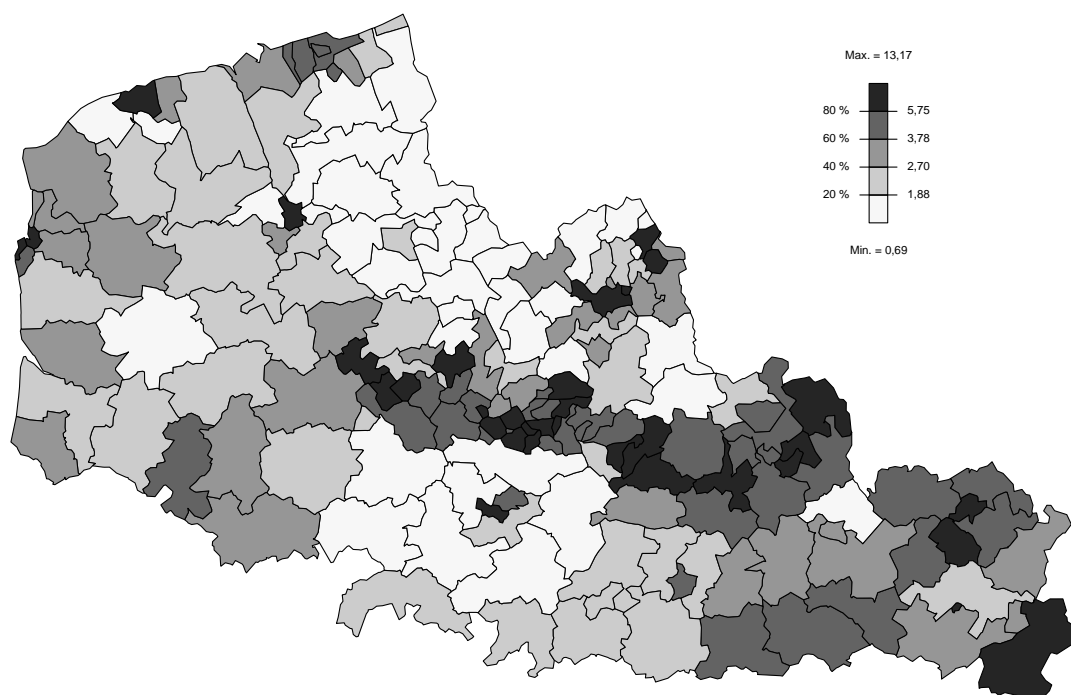 Max. = 13,17
80 % 5,75
60 % 3,78
40 % 2,70
20 % 1,88
Min. = 0,69